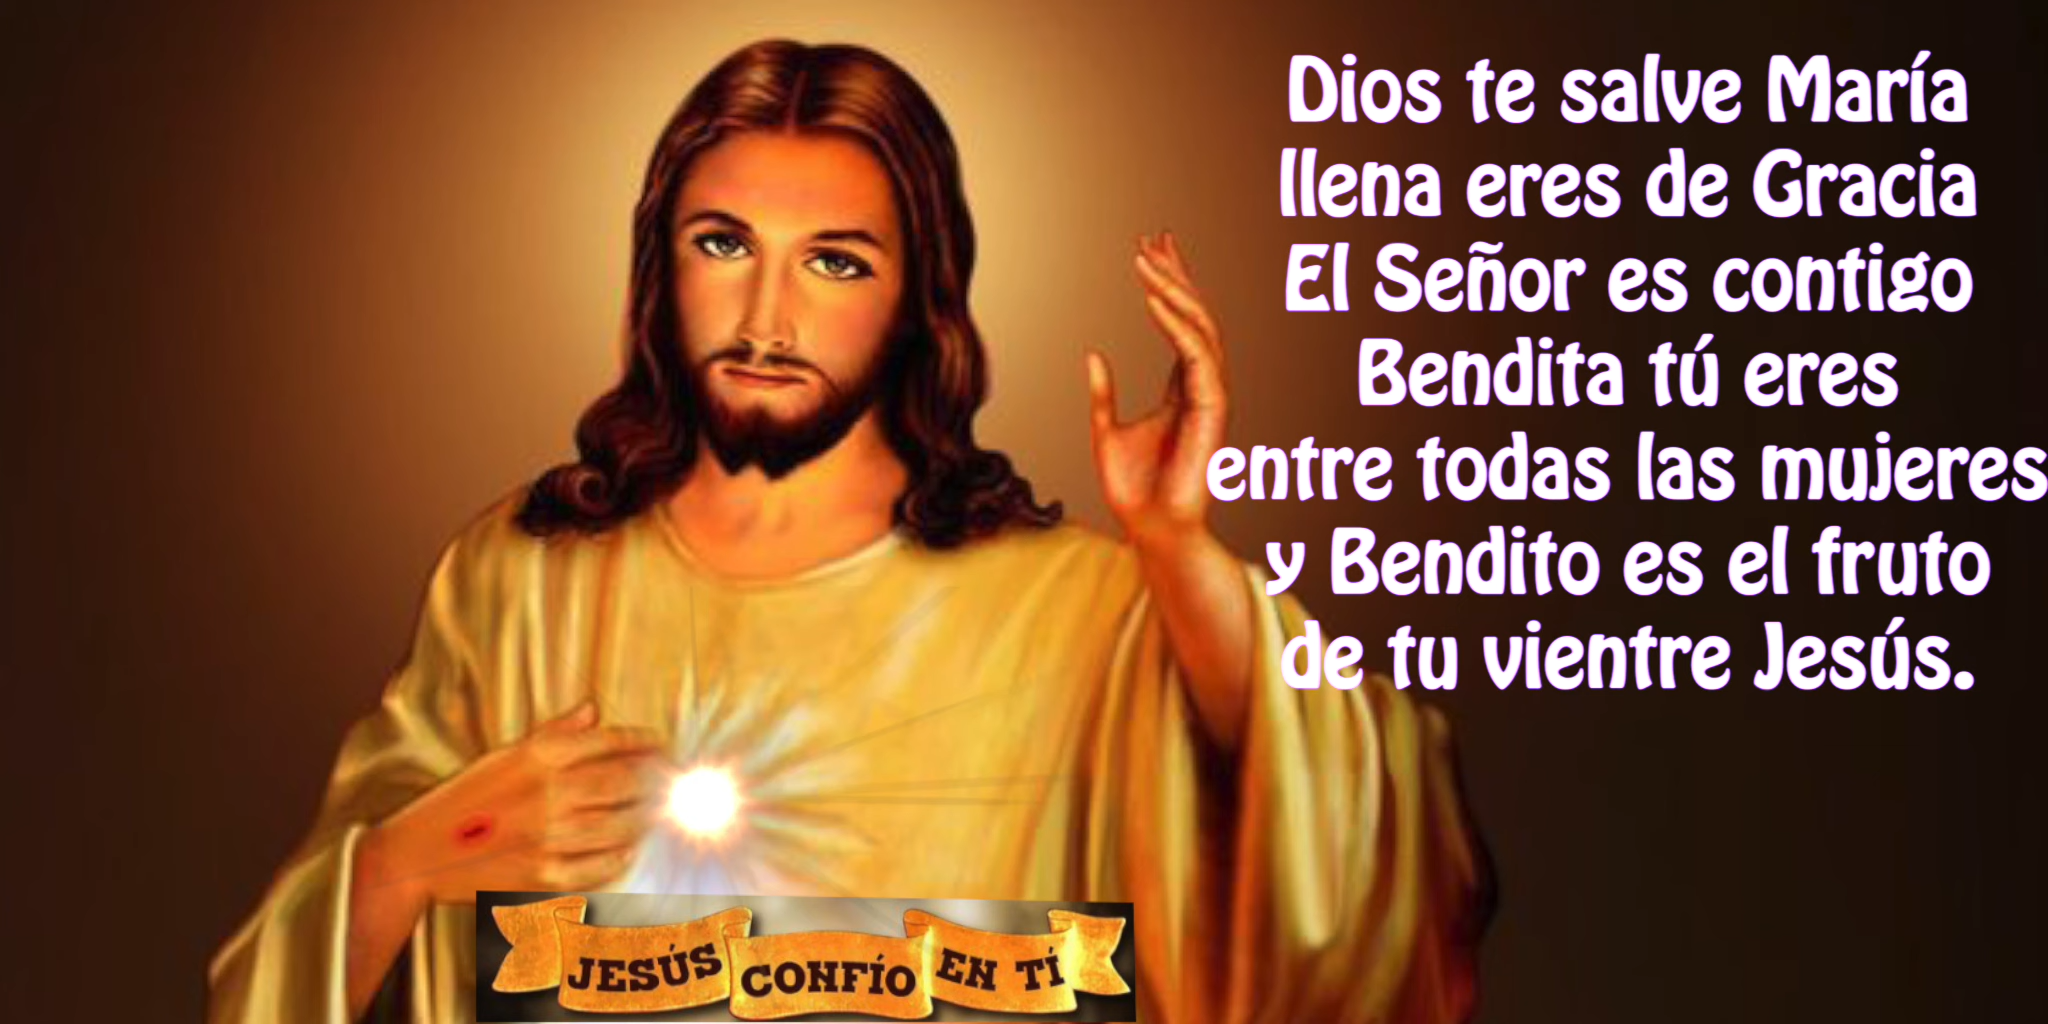 Dios te salve María
llena eres de Gracia
El Señor es contigo
Bendita tú eres
entre todas las mujeres
y Bendito es el fruto
de tu vientre Jesús.
JESÚS CONFÍO EN TÍ